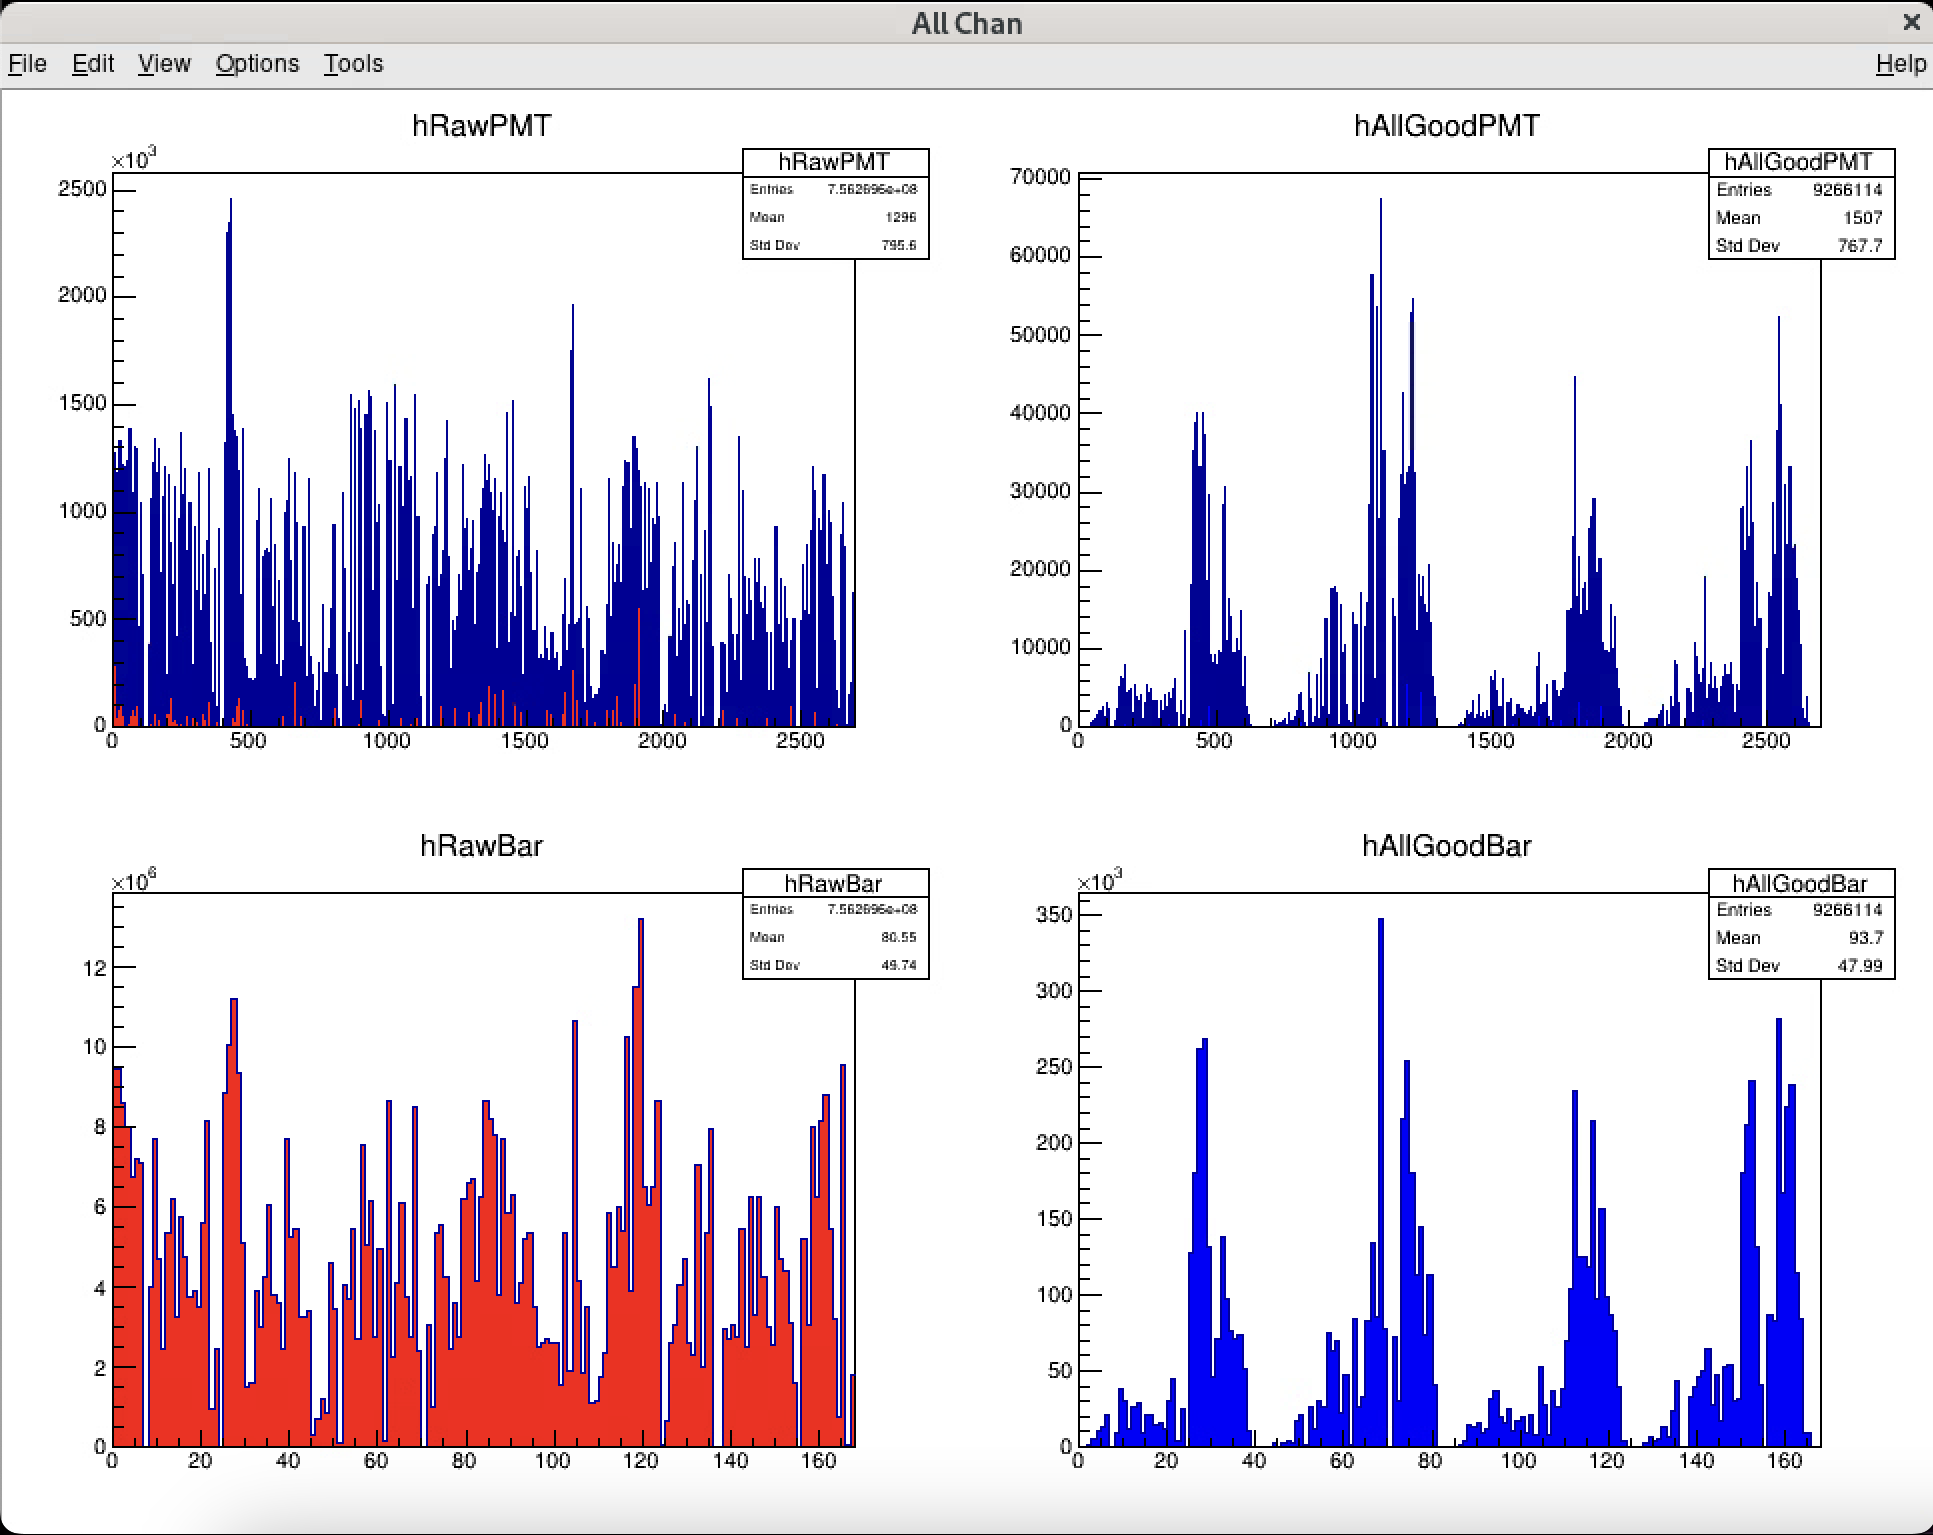 All Chan
File Edit View Options Tools Help
hRawPMT
×10³
hRawPMT
Entries 7.562696e+08
Mean 1296
Std Dev 795.6
2500
2000
1500
1000
500
0
0 500 1000 1500 2000 2500
hAllGoodPMT
hAllGoodPMT
Entries 9266114
Mean 1507
Std Dev 767.7
70000
60000
50000
40000
30000
20000
10000
0
0 500 1000 1500 2000 2500
hRawBar
×10⁶
hRawBar
Entries 7.562696e+08
Mean 80.55
Std Dev 49.74
12
10
8
6
4
2
0
0 20 40 60 80 100 120 140 160
hAllGoodBar
×10³
hAllGoodBar
Entries 9266114
Mean 93.7
Std Dev 47.99
350
300
250
200
150
100
50
0
0 20 40 60 80 100 120 140 160